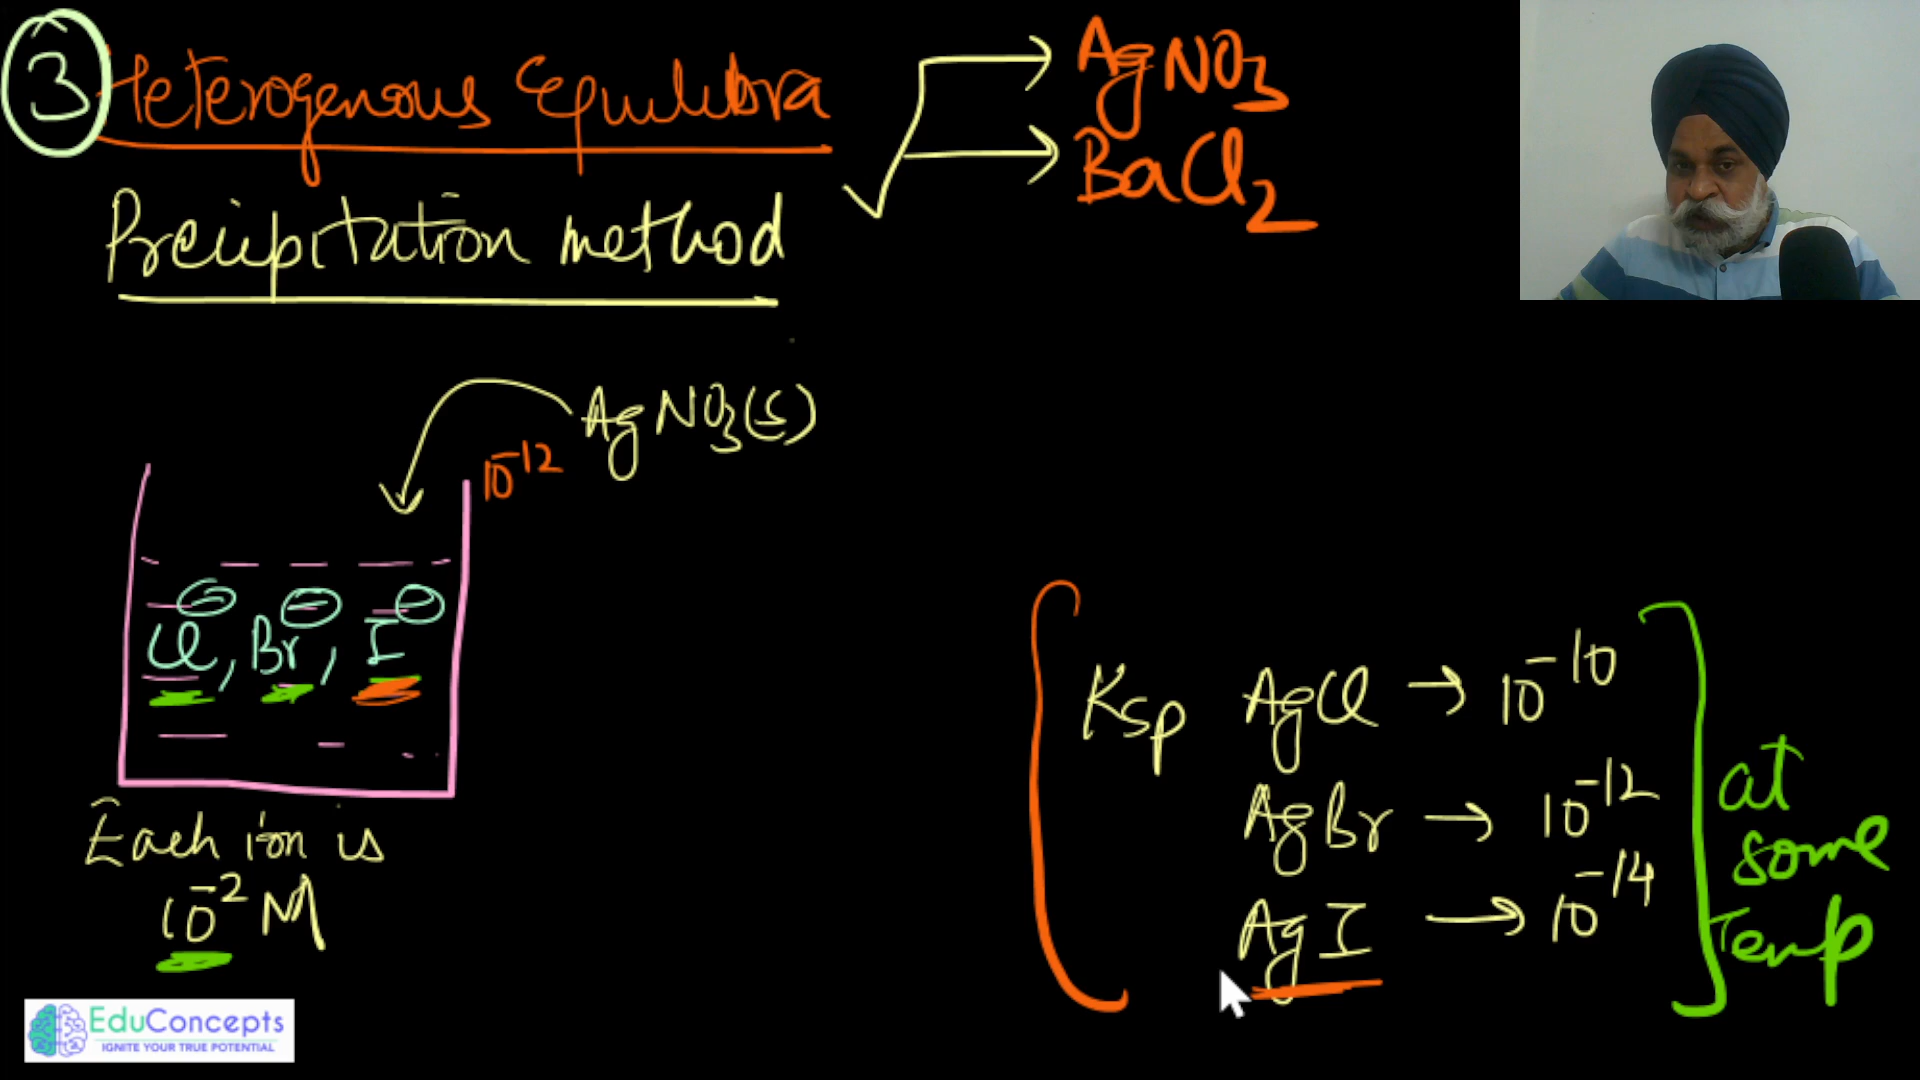 3 Heterogenous Equilibra
AgNO3
BaCl2
Precipitation method
AgNO3(s)
10^-12
Cl⊖, Br⊖, I⊖
Each ion is
10^-2 M
Ksp AgCl → 10^-10
AgBr → 10^-12
AgI → 10^-14
at
some
Temp
EduConcepts
IGNITE YOUR TRUE POTENTIAL